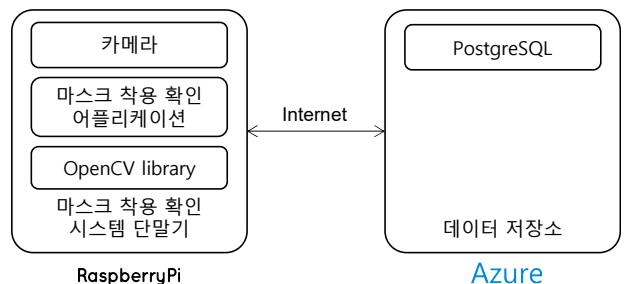 카메라
마스크 착용 확인
어플리케이션
OpenCV library
마스크 착용 확인
시스템 단말기
RaspberryPi
Internet
PostgreSQL
데이터 저장소
Azure